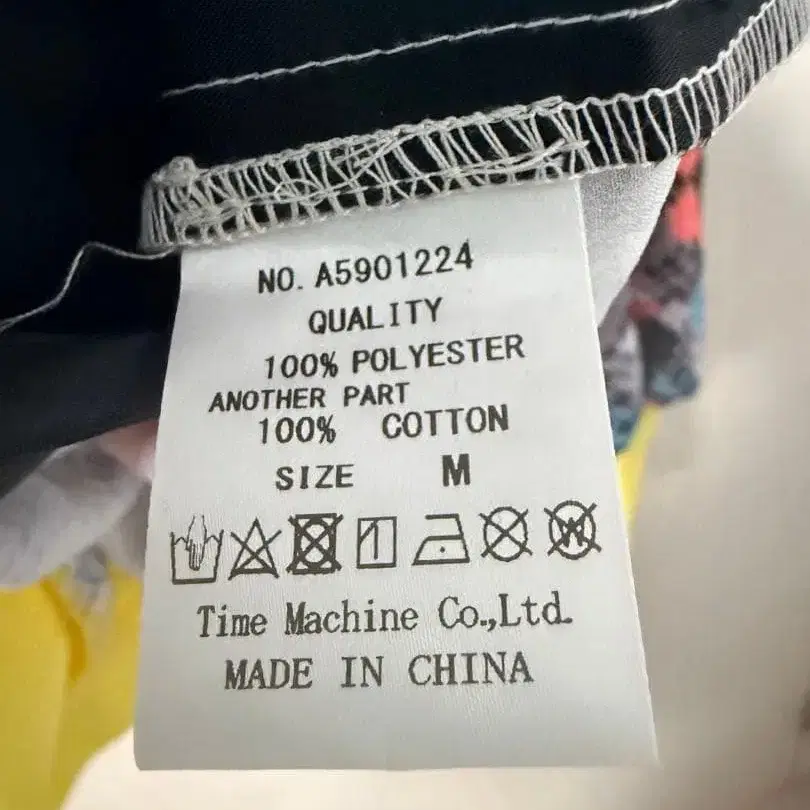 NO. A5901224
QUALITY
100% POLYESTER
ANOTHER PART
100% COTTON
SIZE M
W
Time Machine Co.,Ltd.
MADE IN CHINA